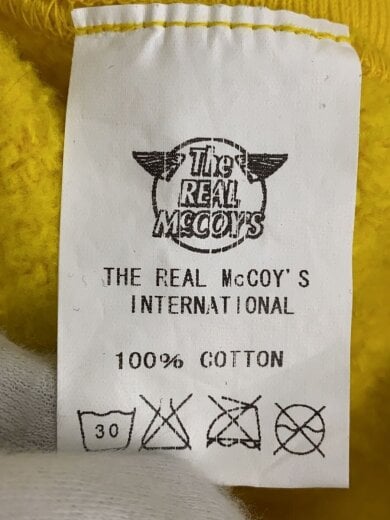 The
REAL
McCOY'S
THE REAL McCOY'S
INTERNATIONAL
100% COTTON
30